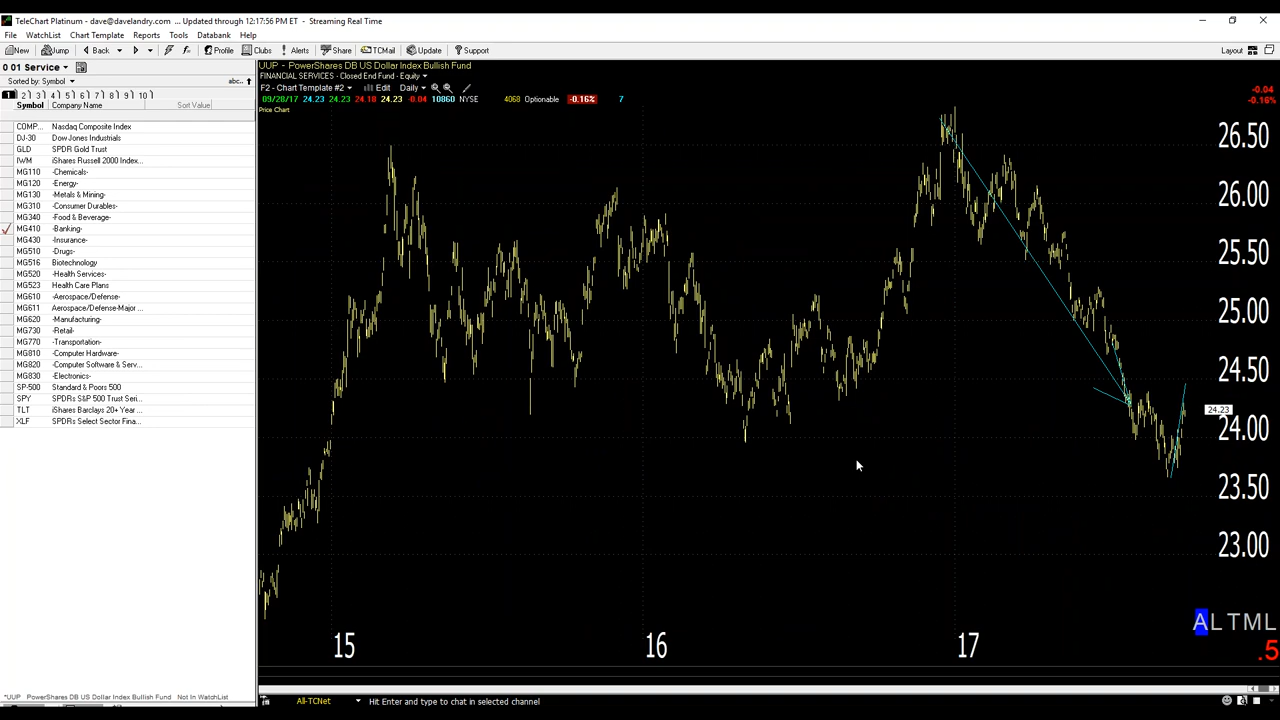 TeleChart Platinum - dave@davelandry.com ... Updated through 12:17:56 PM ET - Streaming Real Time
File WatchList Chart Template Reports Tools Databank Help
New Jump Back Profile Clubs Alerts Share TCMail Update Support Layout
0 01 Service
Sorted by: Symbol abc..
1 2 3 4 5 6 7 8 9 10
Symbol Company Name Sort Value
COMP... Nasdaq Composite Index
DJ-30 Dow Jones Industrials
GLD SPDR Gold Trust
IWM iShares Russell 2000 Index...
MG110 -Chemicals-
MG120 -Energy-
MG130 -Metals & Mining-
MG310 -Consumer Durables-
MG340 -Food & Beverage-
MG410 -Banking-
MG430 -Insurance-
MG510 -Drugs-
MG516 Biotechnology
MG520 -Health Services-
MG523 Health Care Plans
MG610 -Aerospace/Defense-
MG611 Aerospace/Defense-Major ...
MG620 -Manufacturing-
MG730 -Retail-
MG770 -Transportation-
MG810 -Computer Hardware-
MG820 -Computer Software & Serv...
MG830 -Electronics-
SP-500 Standard & Poors 500
SPY SPDRs S&P 500 Trust Seri...
TLT iShares Barclays 20+ Year ...
XLF SPDRs Select Sector Fina...
*UUP PowerShares DB US Dollar Index Bullish Fund Not In WatchList
UUP - PowerShares DB US Dollar Index Bullish Fund
FINANCIAL SERVICES - Closed End Fund - Equity
F2 - Chart Template #2 Edit Daily
09/28/17 24.23 24.23 24.18 24.23 -0.04 10860 NYSE 4068 Optionable -0.16% 7
Price Chart
-0.04
-0.16%
26.50
26.00
25.50
25.00
24.50
24.23
24.00
23.50
23.00
ALTML
15 16 17
.5
All-TCNet Hit Enter and type to chat in selected channel